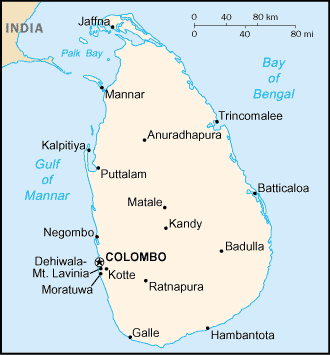 Jaffna
0 40 80 km
0 40 80 mi
INDIA
Palk Bay
Bay
of
Bengal
Mannar
Trincomalee
Anuradhapura
Kalpitiya
Gulf
of
Mannar
Puttalam
Batticaloa
Matale
Kandy
Negombo
Badulla
Dehiwala-
Mt. Lavinia
COLOMBO
Kotte
Moratuwa
Ratnapura
Galle
Hambantota